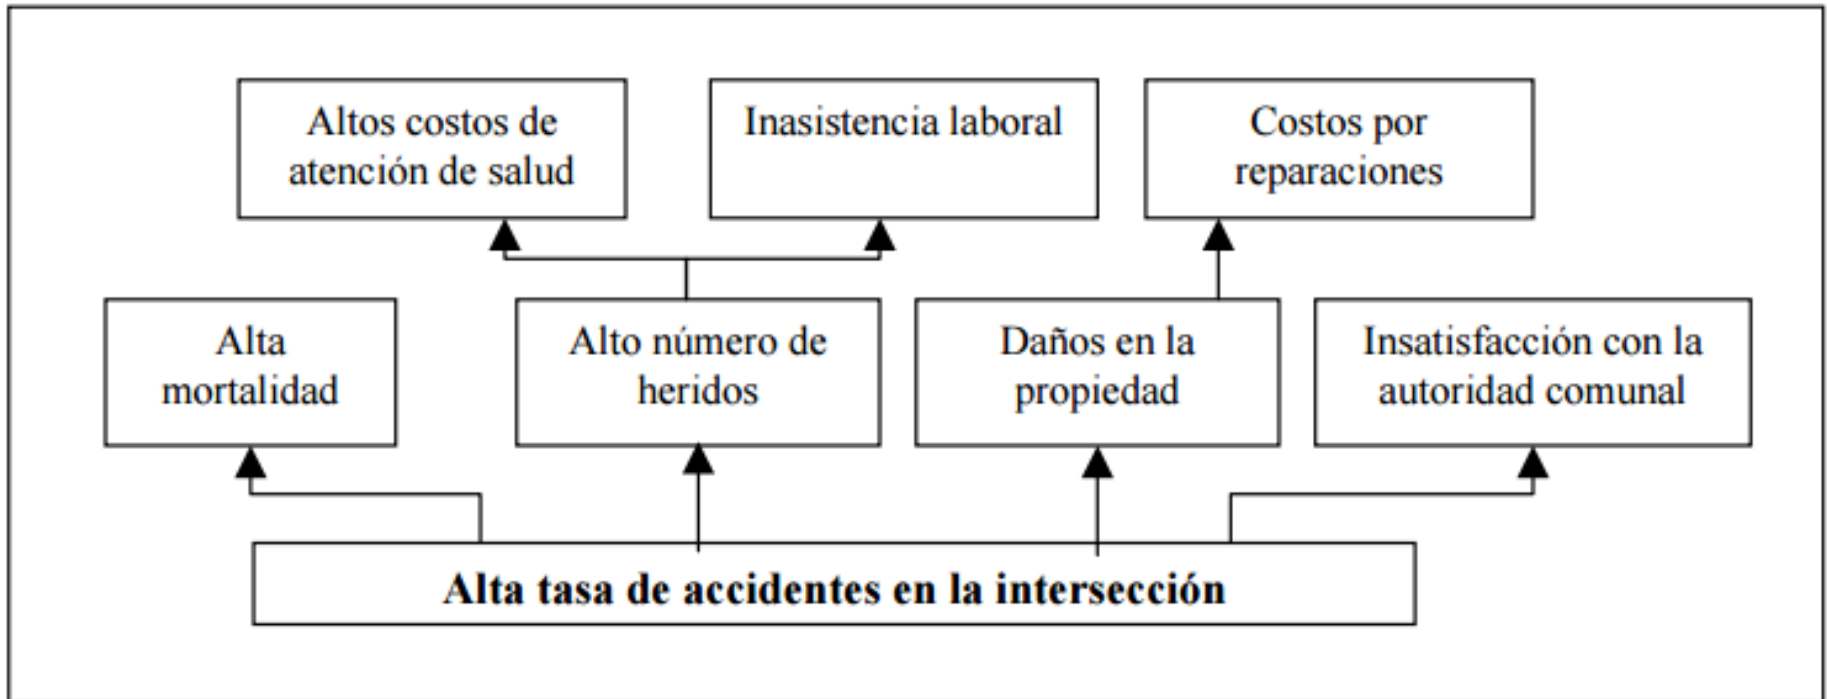 Altos costos de
atención de salud
Inasistencia laboral
Costos por
reparaciones
Alta
mortalidad
Alto número de
heridos
Daños en la
propiedad
Insatisfacción con la
autoridad comunal
Alta tasa de accidentes en la intersección